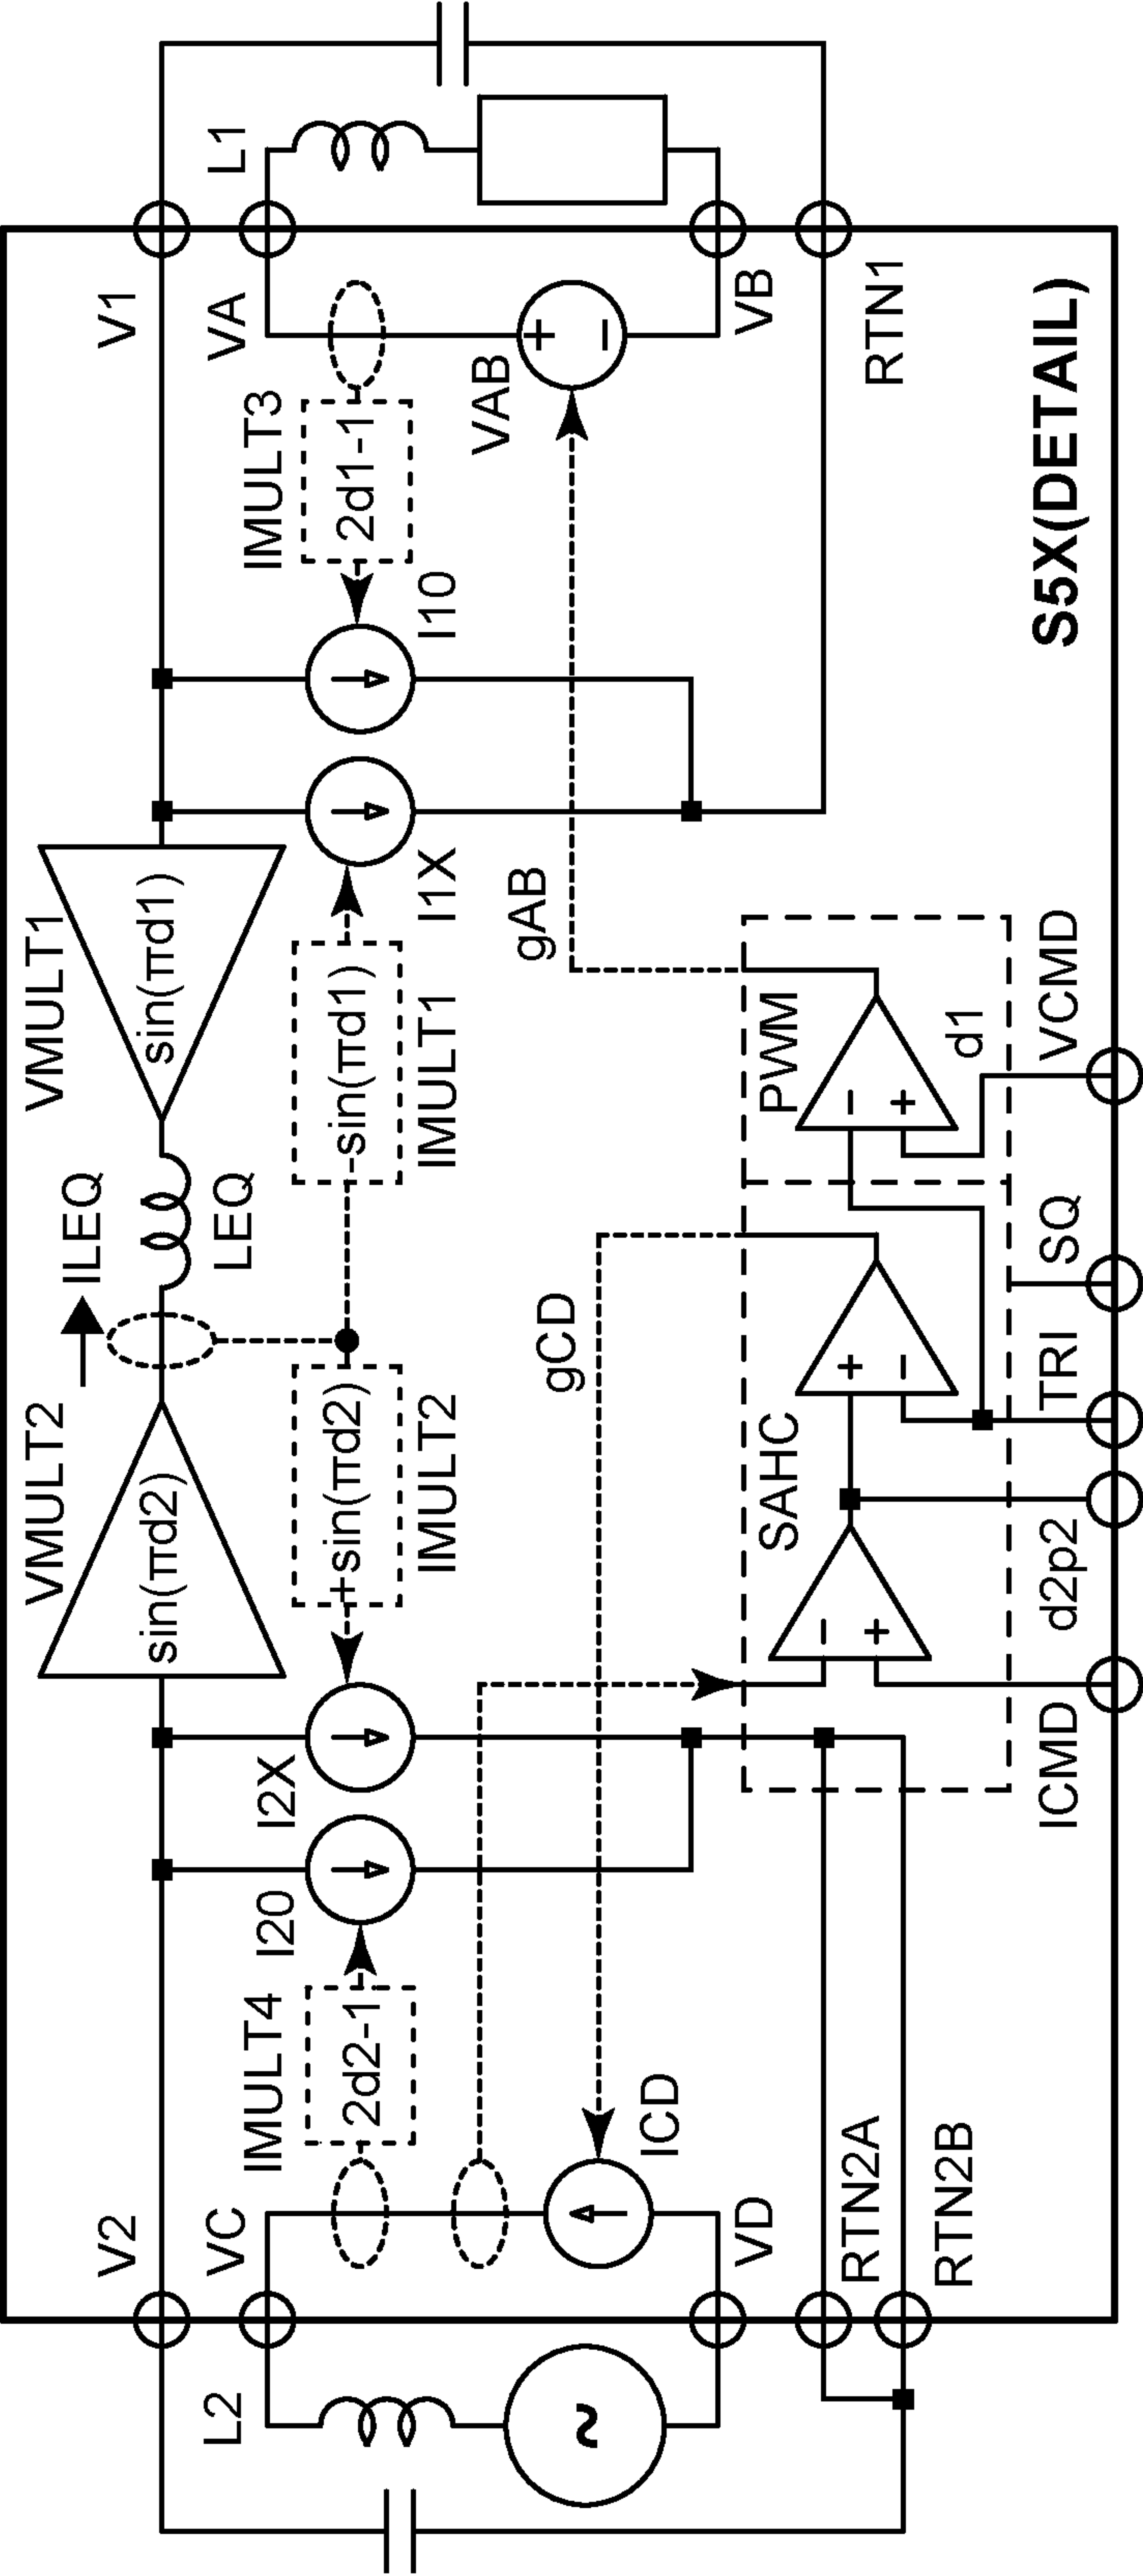 VMULT2
ILEQ
VMULT1
V2
sin(πd2)
sin(πd1)
V1
L2
VC
LEQ
VA
L1
IMULT4
I20
I2X
IMULT3
2d2-1
+sin(πd2)
-sin(πd1)
2d1-1
~
IMULT2
IMULT1
I1X
I10
+
VAB
-
gCD
gAB
ICD
VD
SAHC
PWM
VB
-
+
+
-
-
+
RTN2A
RTN1
RTN2B
d1
ICMD
d2p2
TRI
SQ
VCMD
S5X(DETAIL)